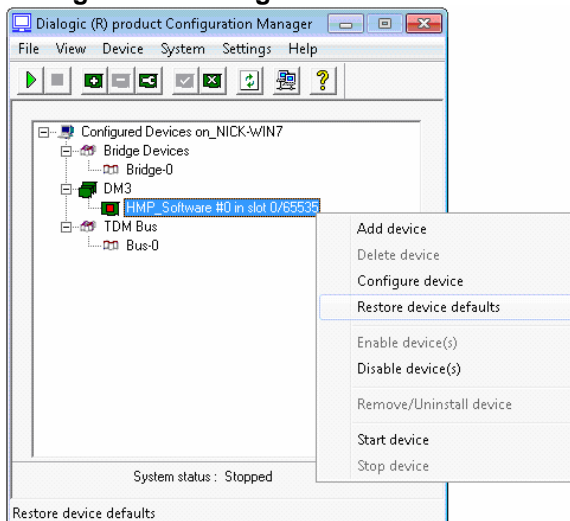 Dialogic (R) product Configuration Manager
File View Device System Settings Help
Configured Devices on_NICK-WIN7
Bridge Devices
Bridge-0
DM3
HMP_Software #0 in slot 0/65535
TDM Bus
Bus-0
Add device
Delete device
Configure device
Restore device defaults
Enable device(s)
Disable device(s)
Remove/Uninstall device
Start device
Stop device
System status : Stopped
Restore device defaults